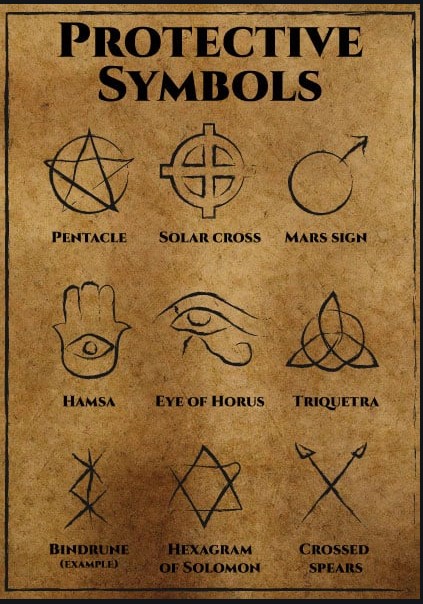 PROTECTIVE
SYMBOLS
PENTACLE
SOLAR CROSS
MARS SIGN
HAMSA
EYE OF HORUS
TRIQUETRA
BINDRUNE
(EXAMPLE)
HEXAGRAM
OF SOLOMON
CROSSED
SPEARS